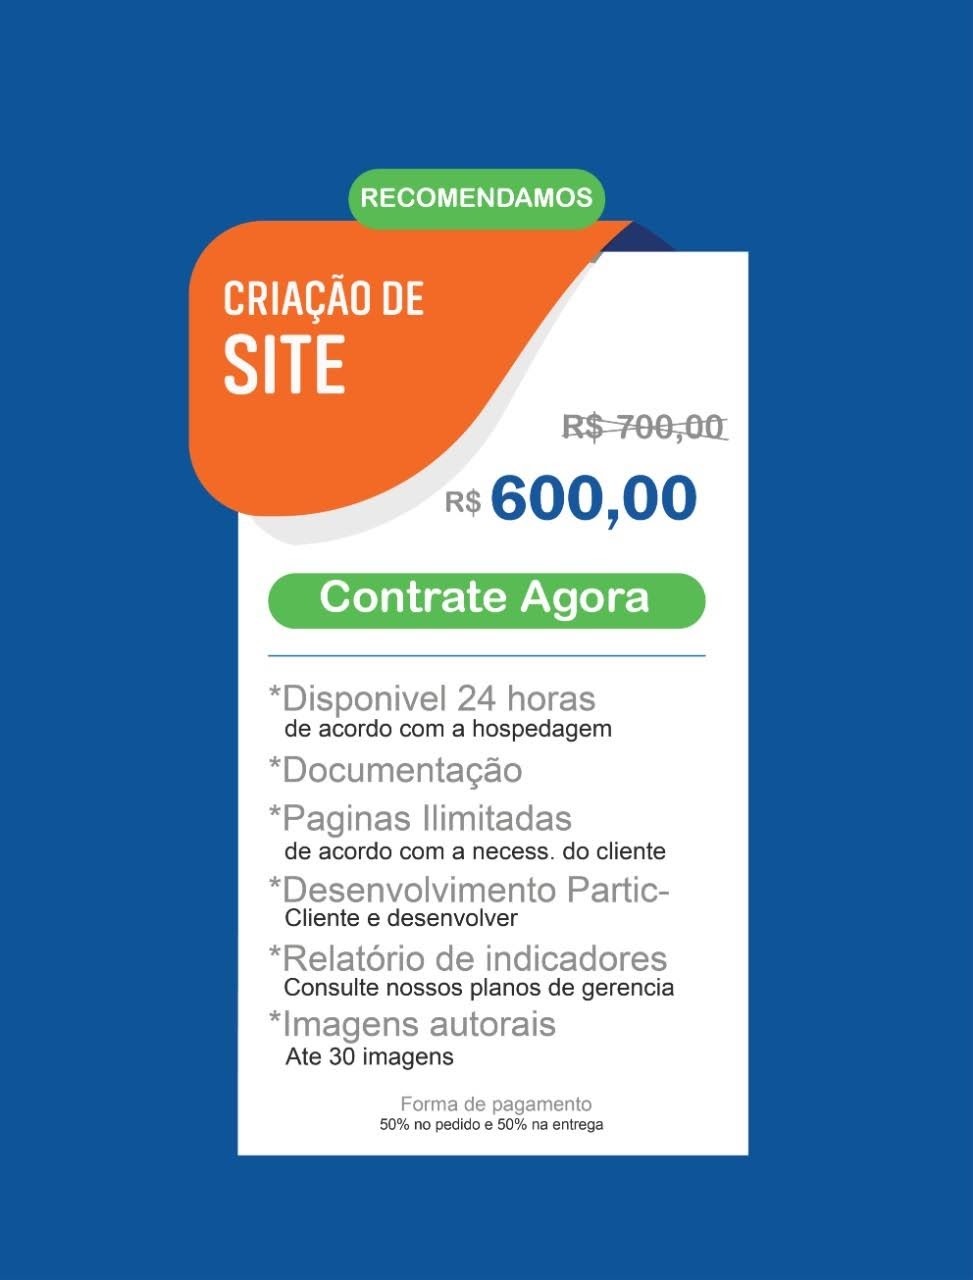 RECOMENDAMOS
CRIAÇÃO DE
SITE
R$ 700,00
R$ 600,00
Contrate Agora
*Disponivel 24 horas
de acordo com a hospedagem
*Documentação
*Paginas Ilimitadas
de acordo com a necess. do cliente
*Desenvolvimento Partic-
Cliente e desenvolver
*Relatório de indicadores
Consulte nossos planos de gerencia
*Imagens autorais
Ate 30 imagens
Forma de pagamento
50% no pedido e 50% na entrega